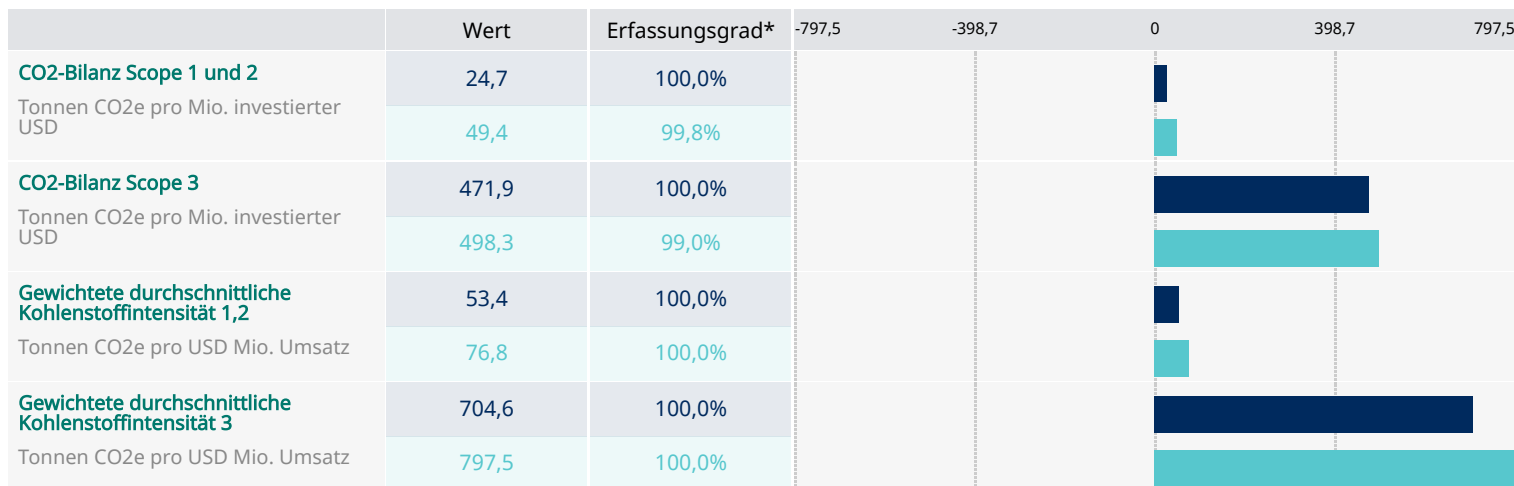 Wert Erfassungsgrad* -797,5 -398,7 0 398,7 797,5
CO2-Bilanz Scope 1 und 2
Tonnen CO2e pro Mio. investierter
USD
24,7 100,0%
49,4 99,8%
CO2-Bilanz Scope 3
Tonnen CO2e pro Mio. investierter
USD
471,9 100,0%
498,3 99,0%
Gewichtete durchschnittliche
Kohlenstoffintensität 1,2
Tonnen CO2e pro USD Mio. Umsatz
53,4 100,0%
76,8 100,0%
Gewichtete durchschnittliche
Kohlenstoffintensität 3
Tonnen CO2e pro USD Mio. Umsatz
704,6 100,0%
797,5 100,0%